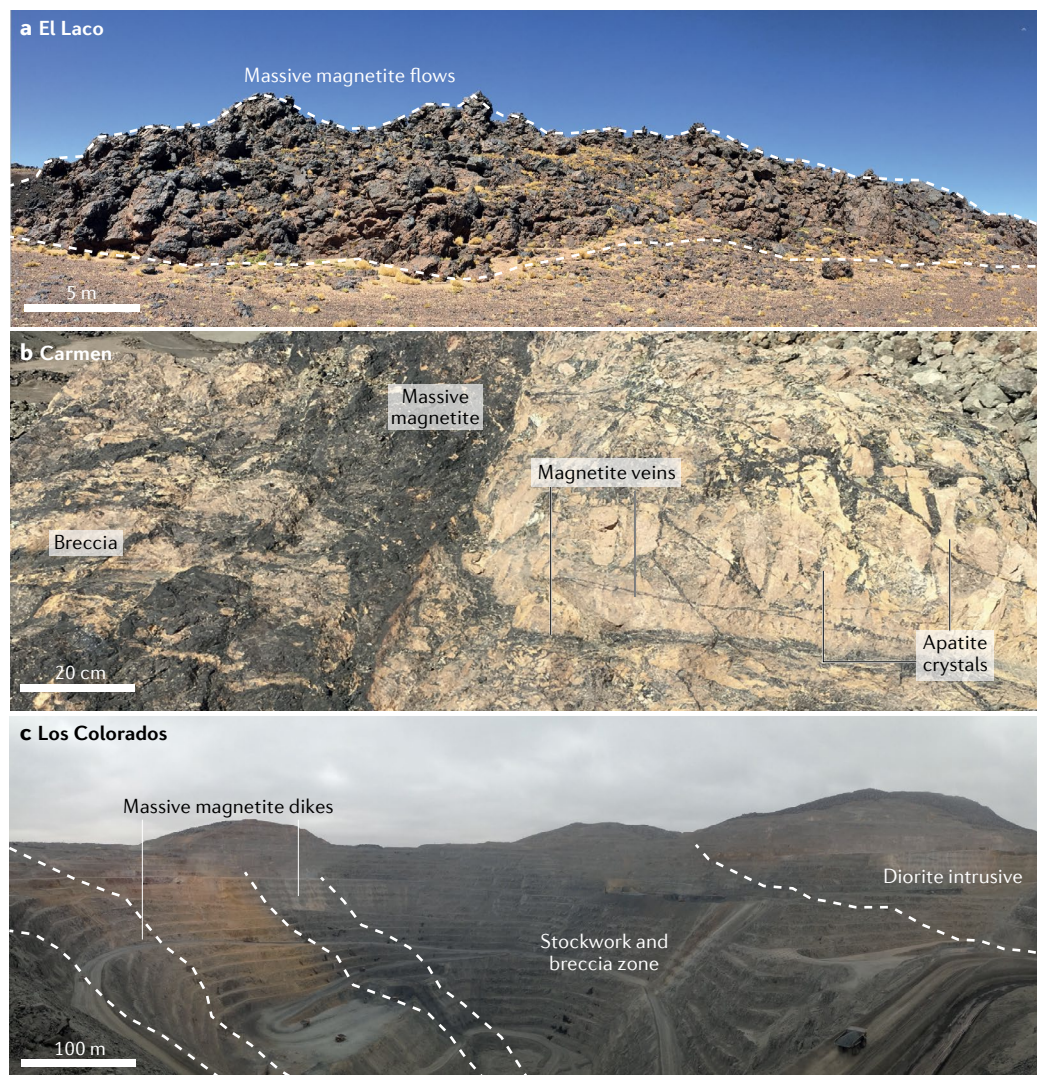 a El Laco
Massive magnetite flows
5 m
b Carmen
Massive
magnetite
Magnetite veins
Breccia
Apatite
crystals
20 cm
c Los Colorados
Massive magnetite dikes
Diorite intrusive
Stockwork and
breccia zone
100 m